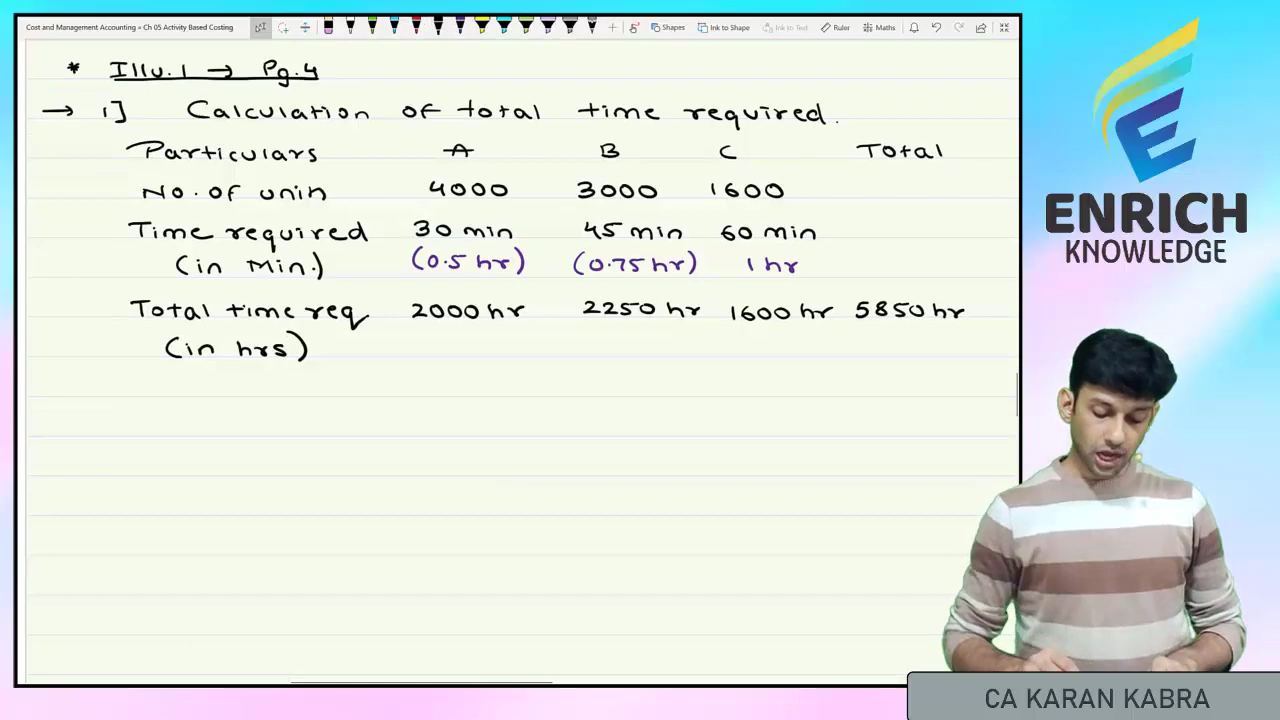 Cost and Management Accounting » Ch 05 Activity Based Costing
Shapes Ink to Shape Ink to Text Ruler Maths
* Illu.1 → Pg.4
→ 1] Calculation of total time required.
Particulars A B C Total
No. of units 4000 3000 1600
Time required 30 min 45 min 60 min
(in Min.) (0.5 hr) (0.75 hr) 1 hr
Total time req 2000 hr 2250 hr 1600 hr 5850 hr
(in hrs)
ENRICH
KNOWLEDGE
CA KARAN KABRA